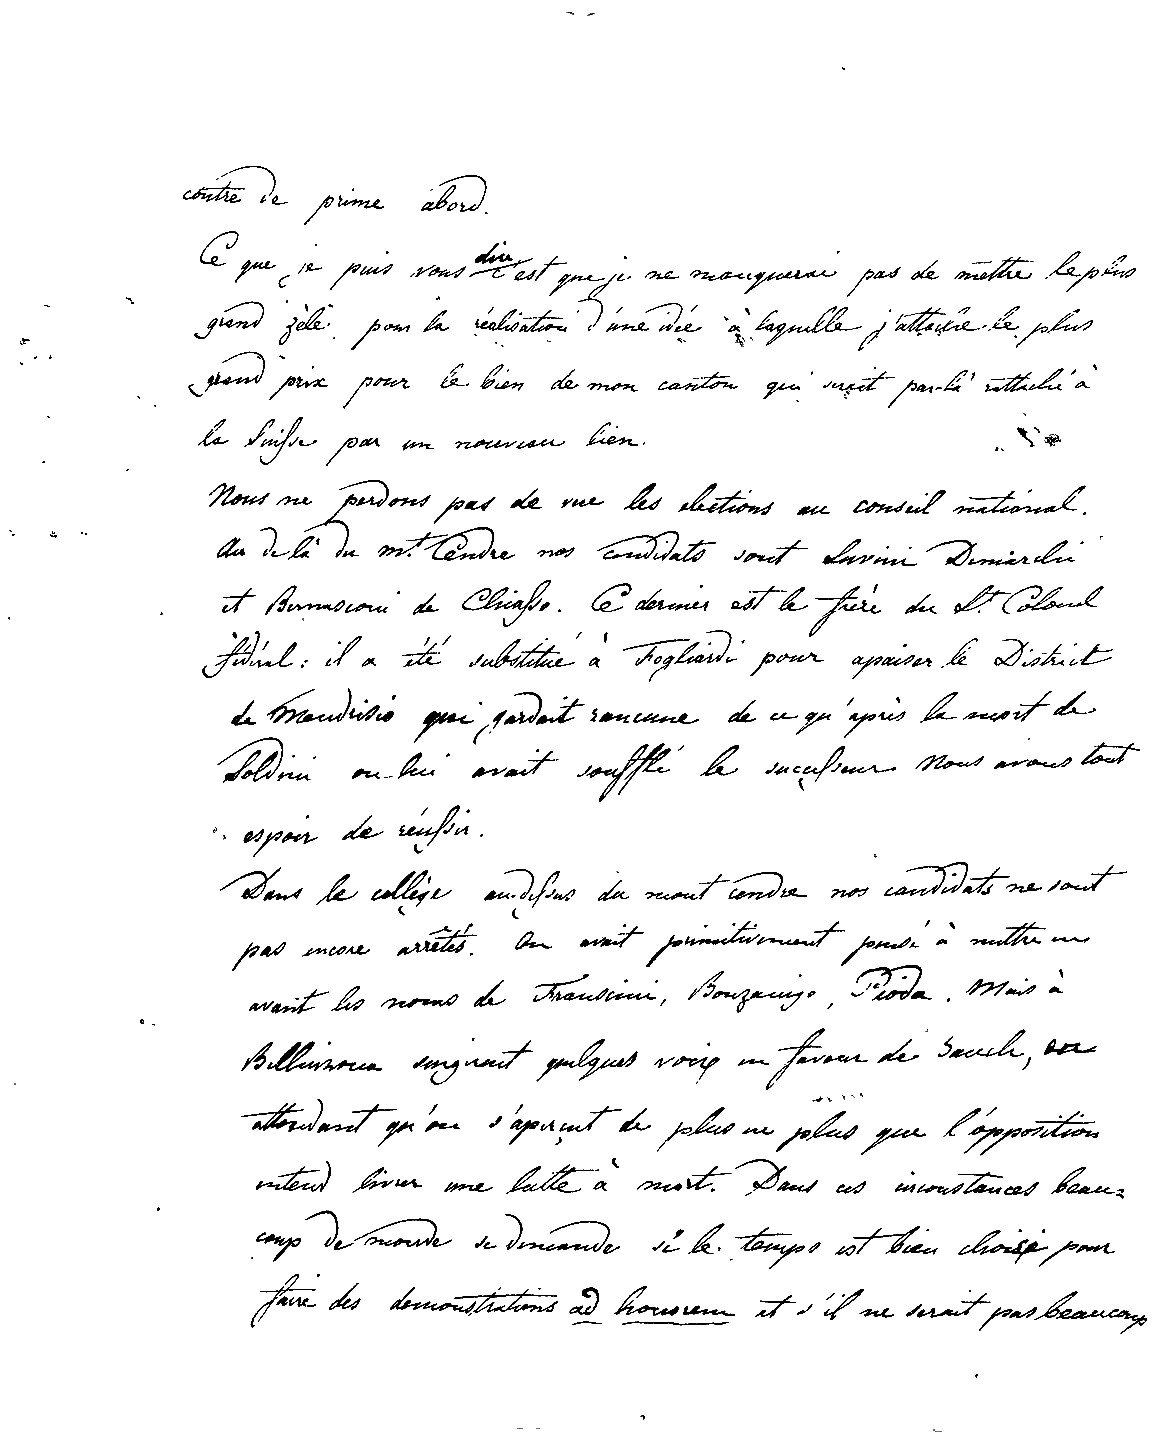 contre de prime abord.
Ce que je puis vous dire c'est que je ne manquerai pas de mettre le plus
grand zèle pour la réalisation d'une idée à laquelle j'attache le plus
grand prix pour le bien de mon canton qui serait par-là rattaché à
la Suisse par un nouveau lien.
Nous ne perdons pas de vue les élections au conseil national.
Au delà du mt. Cendre nos candidats sont Luvini Demarchi
et Bernasconi de Chiasso. Ce dernier est le frère du Lt. Colonel
fédéral: il a été substitué à Fogliardi pour apaiser le District
de Mendrisio qui gardait rancune de ce qu'après la mort de
Soldini on lui avait soufflé le successeur. Nous avons tout
espoir de réussir.
Dans le collège au-dessus du mont cendre nos candidats ne sont
pas encore arrêtés. On avait primitivement pensé à mettre en
avant les noms de Franscini, Bonzanigo, Pioda. Mais à
Bellinzona surgirent quelques voix en faveur de Jauch, en
attendant qu'on s'aperçut de plus en plus que l'opposition
entend livrer une lutte à mort. Dans ces circonstances beau-
coup de monde se demande si le temps est bien choisi pour
faire des demonstrations ad honorem et s'il ne serait pas beaucoup